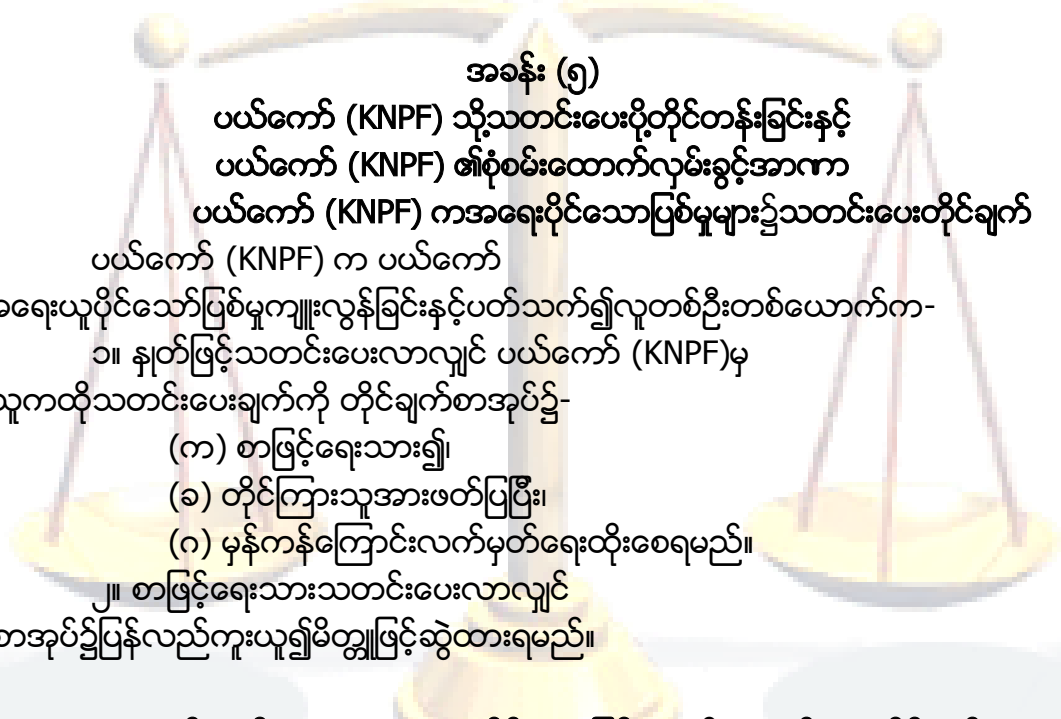 အခန်း (၅)
ပယ်ကော် (KNPF) သို့သတင်းပေးပို့တိုင်တန်းခြင်းနှင့်
ပယ်ကော် (KNPF) ၏စုံစမ်းထောက်လှမ်းခွင့်အာဏာ
ပယ်ကော် (KNPF) ကအရေးပိုင်သောပြစ်မှုများ၌သတင်းပေးတိုင်ချက်
ပယ်ကော် (KNPF) က ပယ်ကော်
အရေးယူပိုင်သော်ပြစ်မှုကျူးလွန်ခြင်းနှင့်ပတ်သက်၍လူတစ်ဦးတစ်ယောက်က-
၁။ နှုတ်ဖြင့်သတင်းပေးလာလျှင် ပယ်ကော် (KNPF)မှ
သူကထိုသတင်းပေးချက်ကို တိုင်ချက်စာအုပ်၌-
(က) စာဖြင့်ရေးသား၍၊
(ခ) တိုင်ကြားသူအားဖတ်ပြပြီး၊
(ဂ) မှန်ကန်ကြောင်းလက်မှတ်ရေးထိုးစေရမည်။
၂။ စာဖြင့်ရေးသားသတင်းပေးလာလျှင်
စာအုပ်၌ပြန်လည်ကူးယူ၍မိတ္တူဖြင့်ဆွဲထားရမည်။